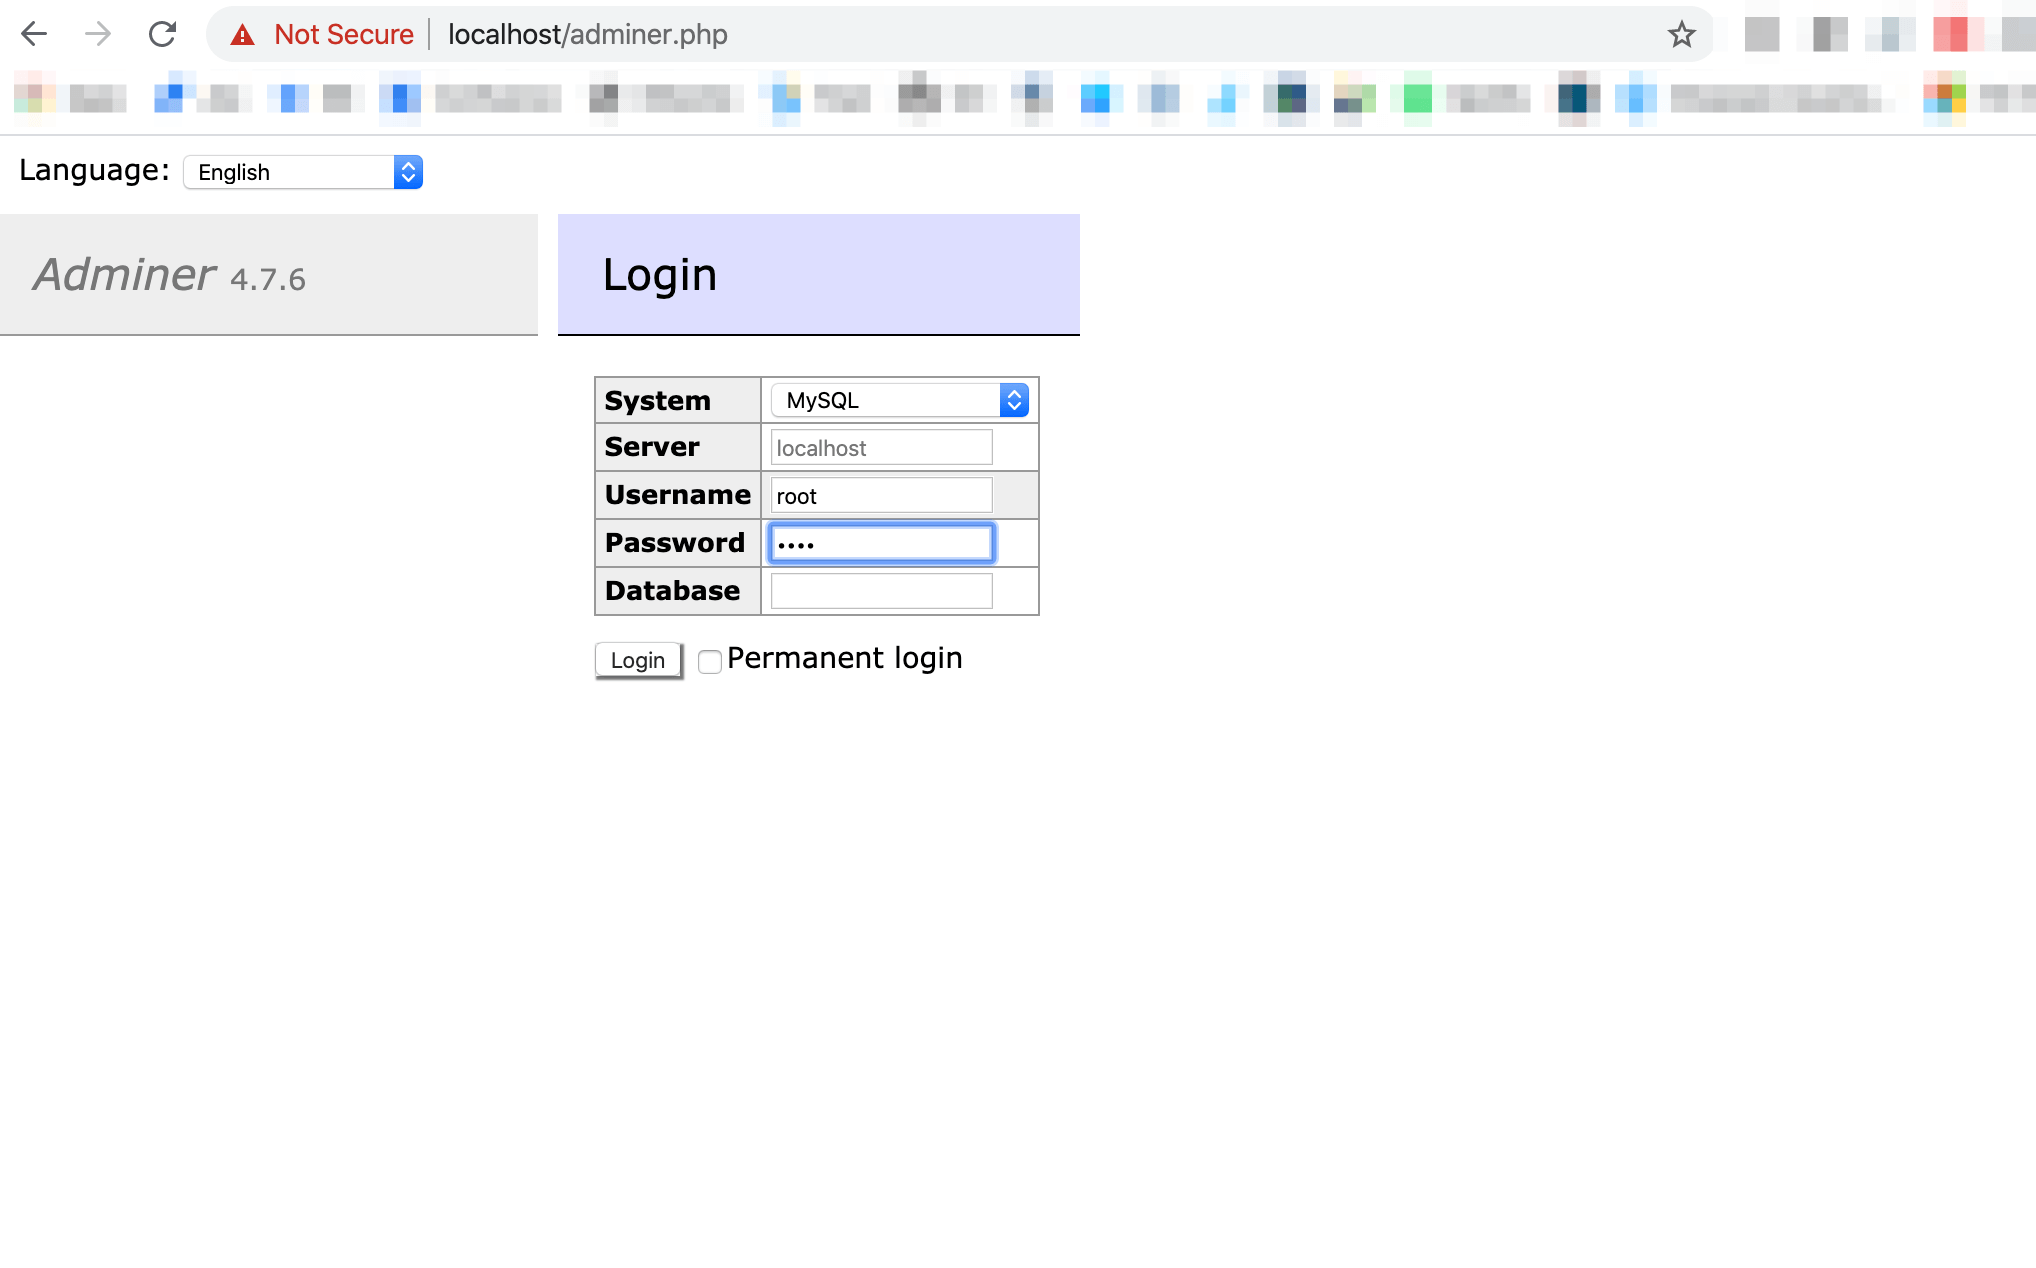 Not Secure localhost/adminer.php
Language: English
Adminer 4.7.6
Login
System MySQL
Server localhost
Username root
Password ••••
Database
Login Permanent login